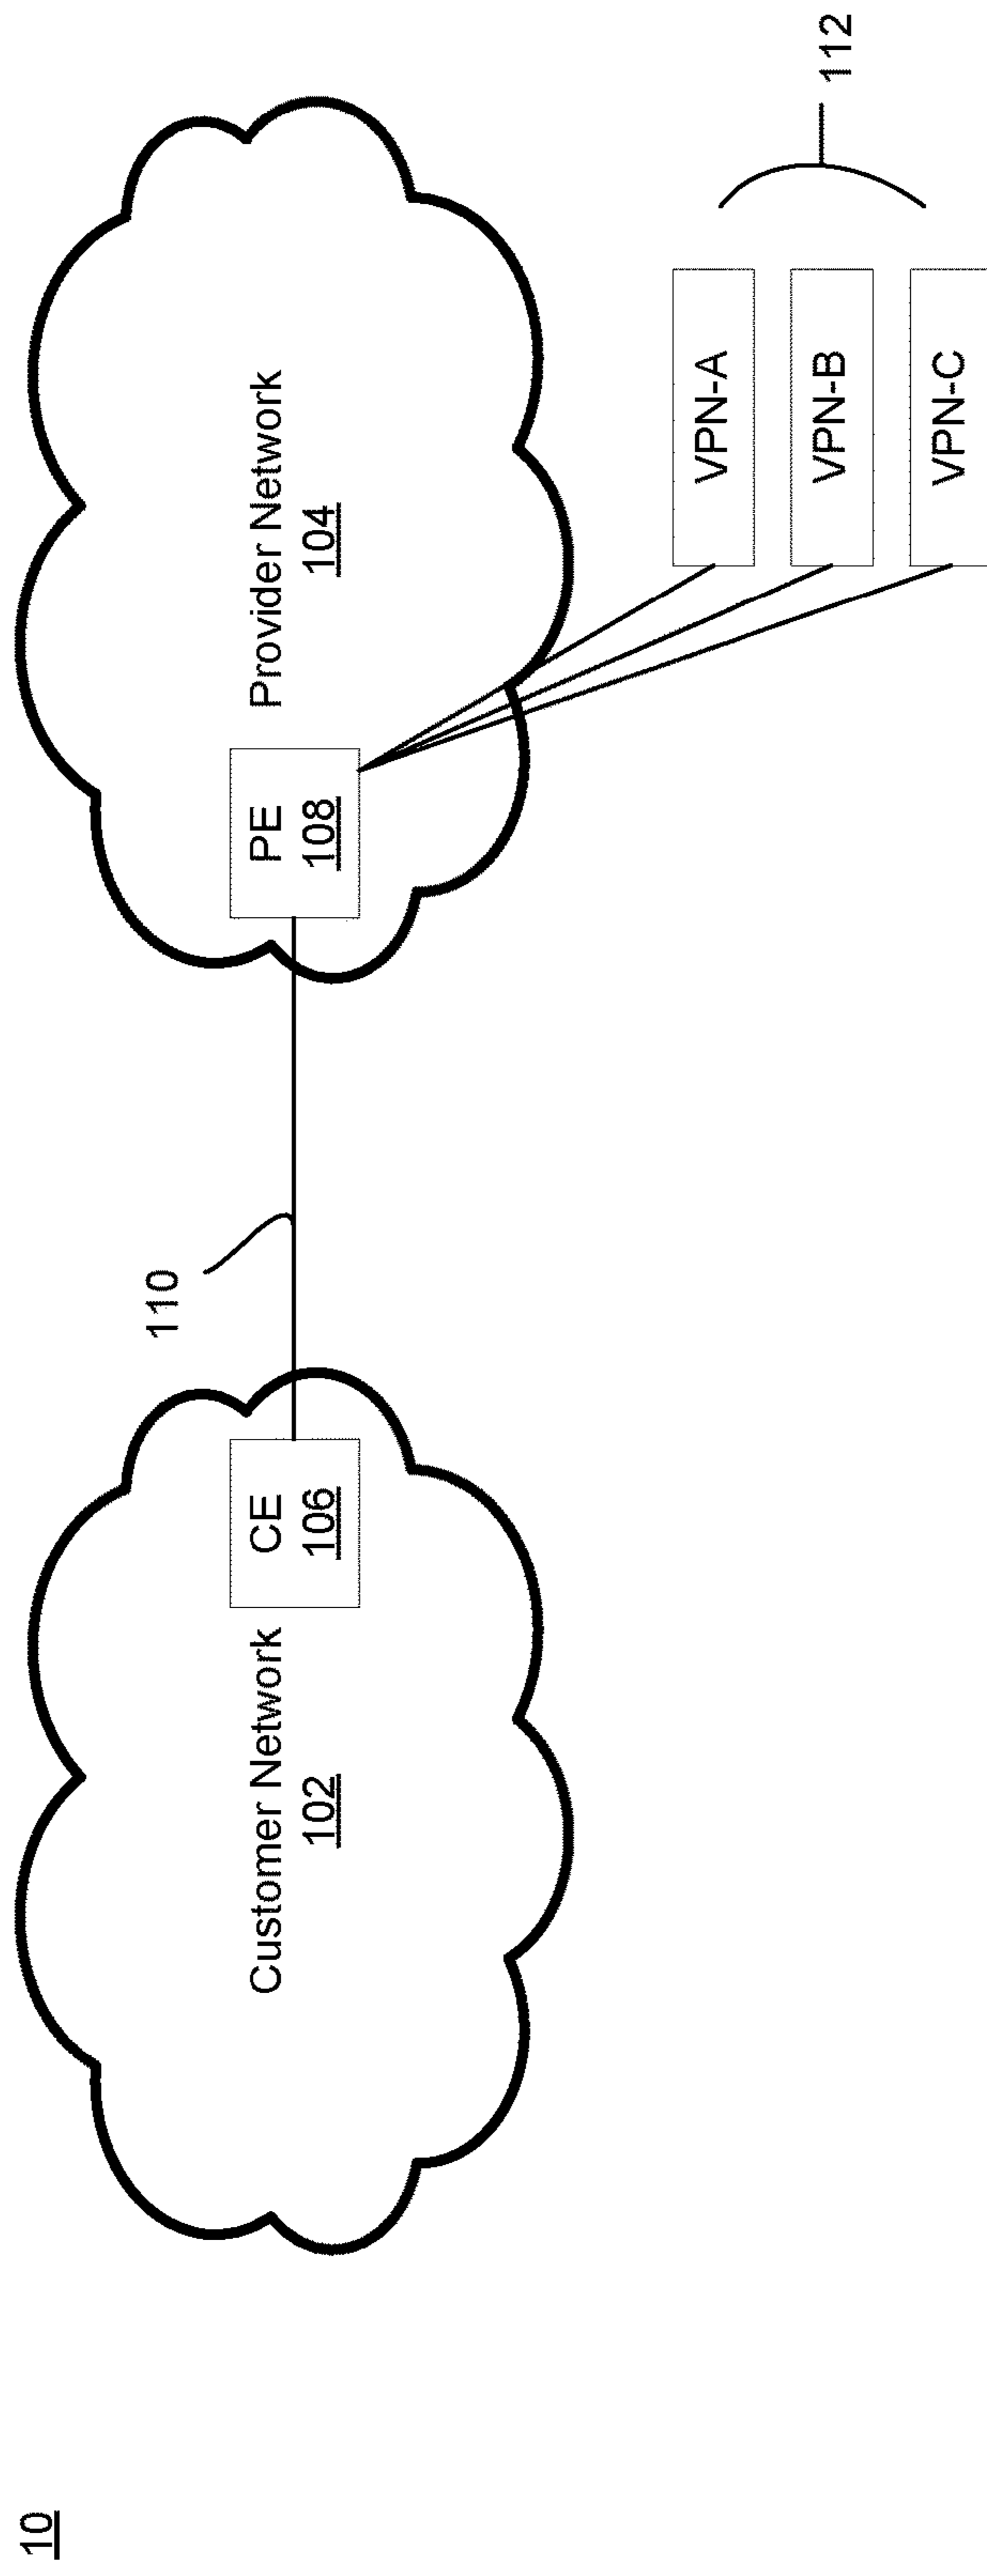 10
Customer Network
102
CE
106
110
PE
108
Provider Network
104
VPN-A
VPN-B
VPN-C
112